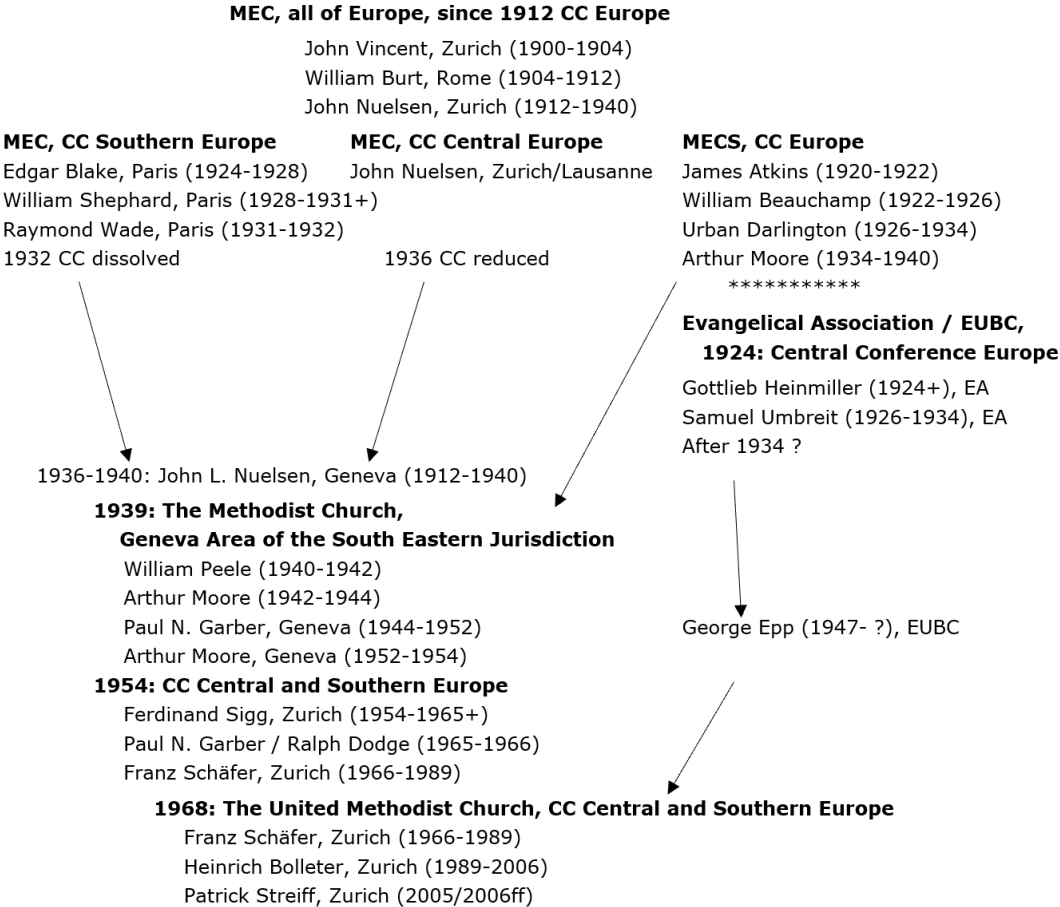 MEC, all of Europe, since 1912 CC Europe
John Vincent, Zurich (1900-1904)
William Burt, Rome (1904-1912)
John Nuelsen, Zurich (1912-1940)
MEC, CC Southern Europe
Edgar Blake, Paris (1924-1928)
William Shephard, Paris (1928-1931+)
Raymond Wade, Paris (1931-1932)
1932 CC dissolved
MEC, CC Central Europe
John Nuelsen, Zurich/Lausanne
1936 CC reduced
MECS, CC Europe
James Atkins (1920-1922)
William Beauchamp (1922-1926)
Urban Darlington (1926-1934)
Arthur Moore (1934-1940)
***********
Evangelical Association / EUBC,
1924: Central Conference Europe
Gottlieb Heinmiller (1924+), EA
Samuel Umbreit (1926-1934), EA
After 1934 ?
1936-1940: John L. Nuelsen, Geneva (1912-1940)
1939: The Methodist Church,
Geneva Area of the South Eastern Jurisdiction
William Peele (1940-1942)
Arthur Moore (1942-1944)
Paul N. Garber, Geneva (1944-1952)
Arthur Moore, Geneva (1952-1954)
George Epp (1947- ?), EUBC
1954: CC Central and Southern Europe
Ferdinand Sigg, Zurich (1954-1965+)
Paul N. Garber / Ralph Dodge (1965-1966)
Franz Schäfer, Zurich (1966-1989)
1968: The United Methodist Church, CC Central and Southern Europe
Franz Schäfer, Zurich (1966-1989)
Heinrich Bolleter, Zurich (1989-2006)
Patrick Streiff, Zurich (2005/2006ff)